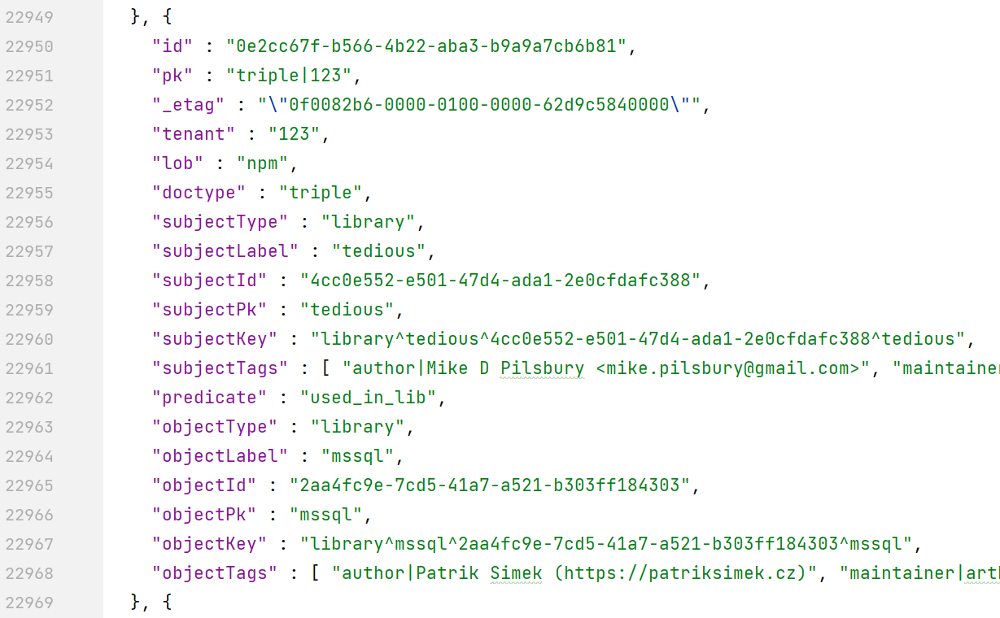 22949 }, {
22950 "id" : "0e2cc67f-b566-4b22-aba3-b9a9a7cb6b81",
22951 "pk" : "triple|123",
22952 "_etag" : "\"0f0082b6-0000-0100-0000-62d9c5840000\"",
22953 "tenant" : "123",
22954 "lob" : "npm",
22955 "doctype" : "triple",
22956 "subjectType" : "library",
22957 "subjectLabel" : "tedious",
22958 "subjectId" : "4cc0e552-e501-47d4-ada1-2e0cfdafc388",
22959 "subjectPk" : "tedious",
22960 "subjectKey" : "library^tedious^4cc0e552-e501-47d4-ada1-2e0cfdafc388^tedious",
22961 "subjectTags" : [ "author|Mike D Pilsbury <mike.pilsbury@gmail.com>", "maintainer
22962 "predicate" : "used_in_lib",
22963 "objectType" : "library",
22964 "objectLabel" : "mssql",
22965 "objectId" : "2aa4fc9e-7cd5-41a7-a521-b303ff184303",
22966 "objectPk" : "mssql",
22967 "objectKey" : "library^mssql^2aa4fc9e-7cd5-41a7-a521-b303ff184303^mssql",
22968 "objectTags" : [ "author|Patrik Simek (https://patriksimek.cz)", "maintainer|art
22969 }, {